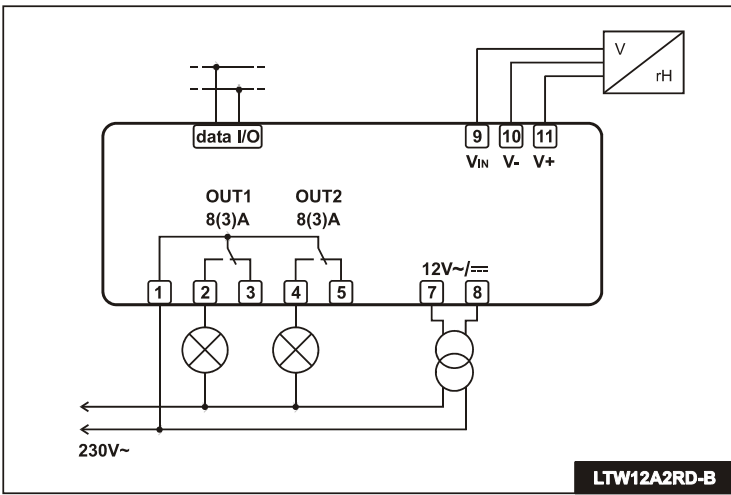 V
rH
data I/O
9 10 11
VIN V- V+
OUT1 OUT2
8(3)A 8(3)A
12V~/⎓
1 2 3 4 5 7 8
230V~
LTW12A2RD-B